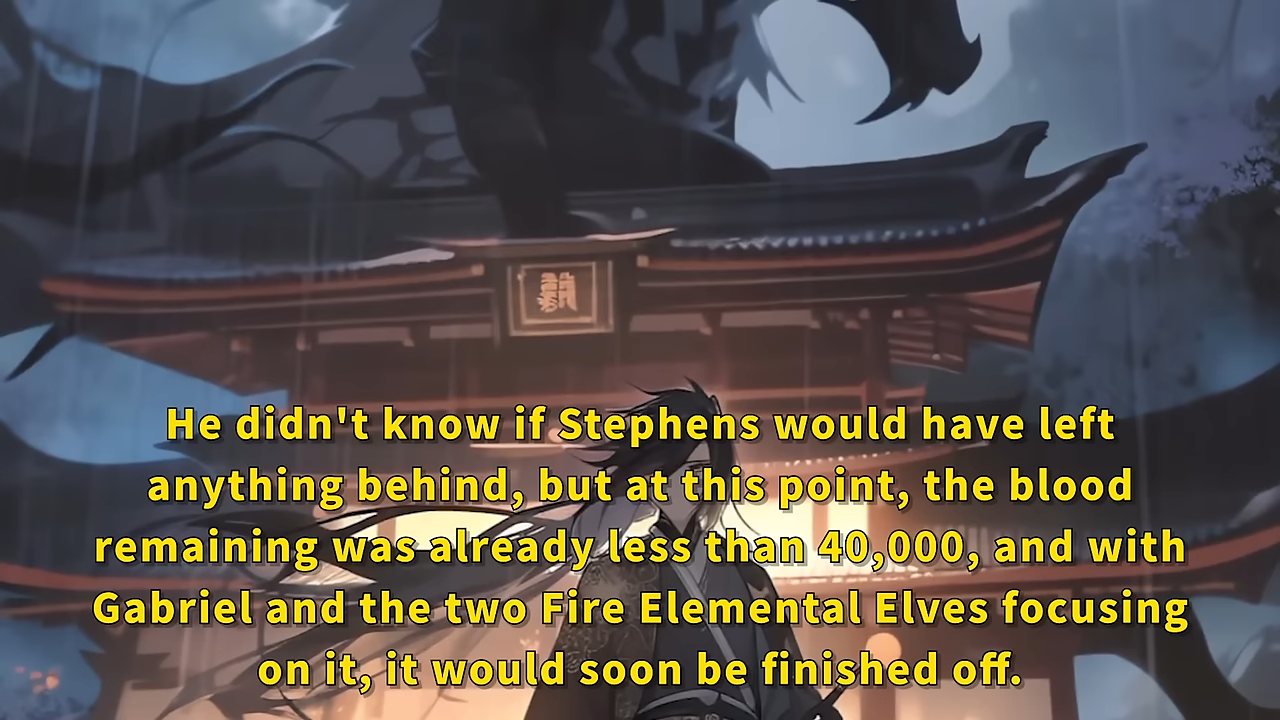 He didn't know if Stephens would have left
anything behind, but at this point, the blood
remaining was already less than 40,000, and with
Gabriel and the two Fire Elemental Elves focusing
on it, it would soon be finished off.